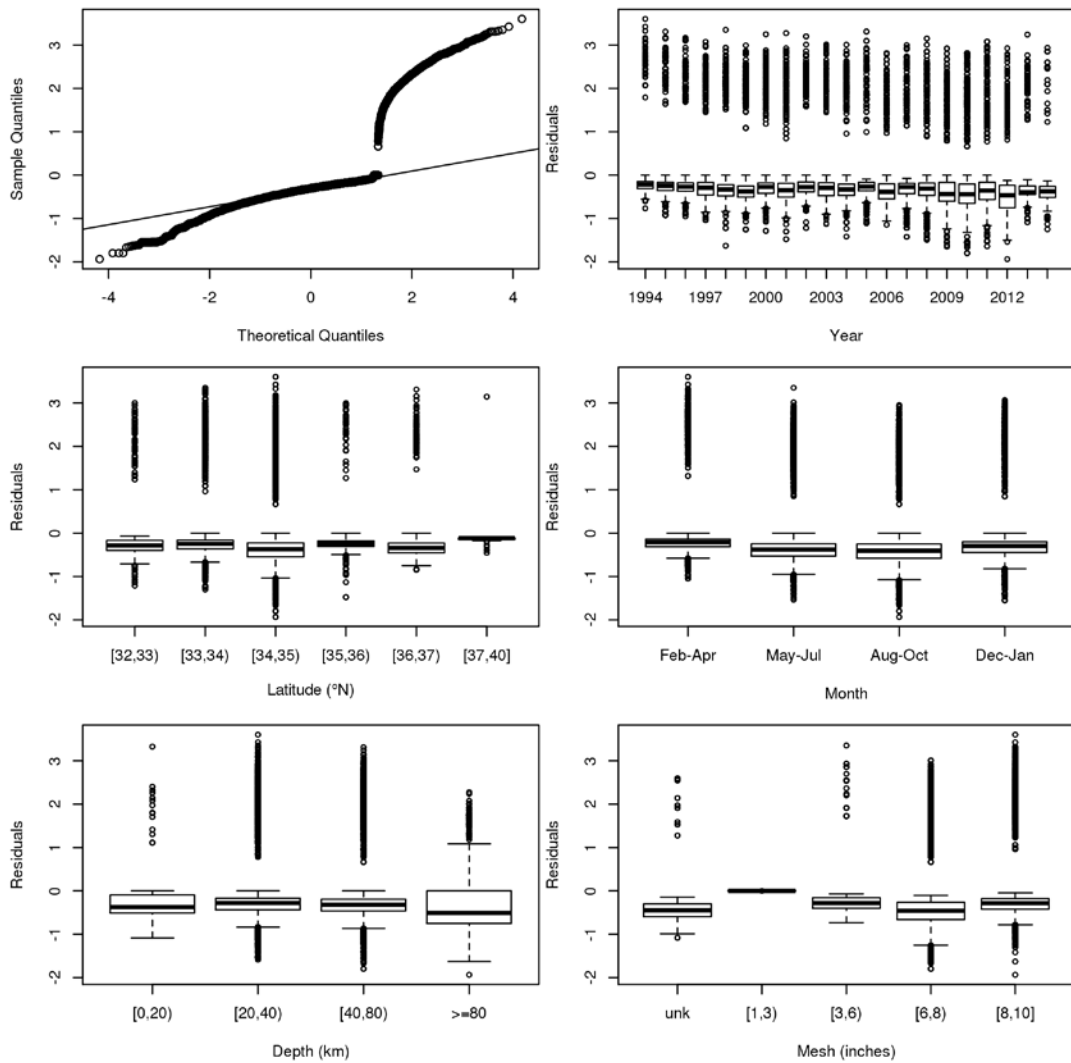 Sample Quantiles
3
2
1
0
-1
-2
-4 -2 0 2 4
Theoretical Quantiles
Residuals
3
2
1
0
-1
-2
1994 1997 2000 2003 2006 2009 2012
Year
Residuals
3
2
1
0
-1
-2
[32,33) [33,34) [34,35) [35,36) [36,37) [37,40]
Latitude (°N)
Residuals
3
2
1
0
-1
-2
Feb-Apr May-Jul Aug-Oct Dec-Jan
Month
Residuals
3
2
1
0
-1
-2
[0,20) [20,40) [40,80) >=80
Depth (km)
Residuals
3
2
1
0
-1
-2
unk [1,3) [3,6) [6,8) [8,10]
Mesh (inches)